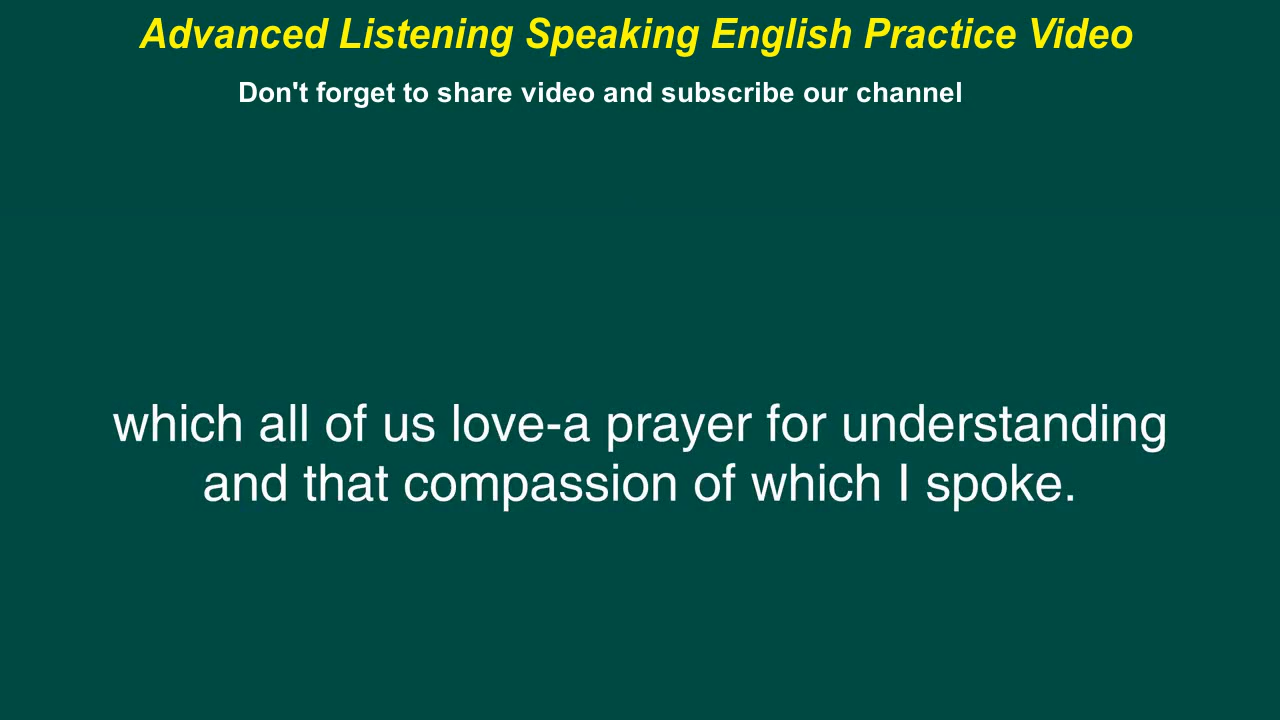 Advanced Listening Speaking English Practice Video
Don't forget to share video and subscribe our channel
which all of us love-a prayer for understanding
and that compassion of which I spoke.